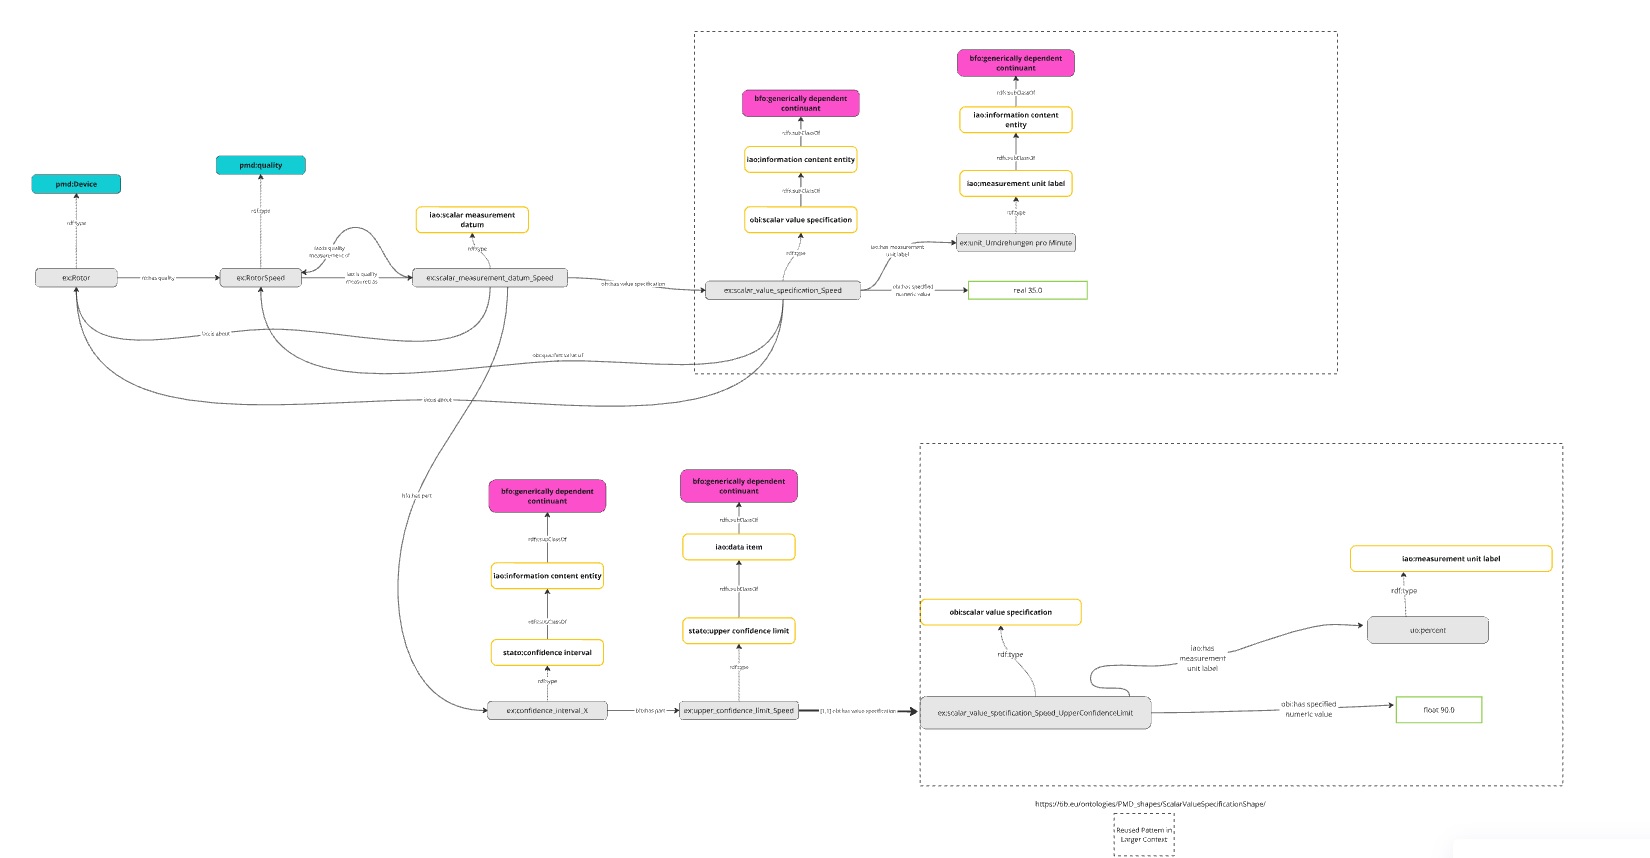 bfo:generically dependent
continuant
rdfs:subClassOf
iao:information content
entity
rdfs:subClassOf
iao:measurement unit label
rdf:type
ex:unit_Umdrehungen pro Minute
bfo:generically dependent
continuant
rdfs:subClassOf
iao:information content entity
rdfs:subClassOf
obi:scalar value specification
rdf:type
pmd:Device
rdf:type
ex:Rotor
ro:has quality
pmd:quality
rdf:type
ex:RotorSpeed
iao:is quality
measurement of
iao:is quality
measured as
iao:scalar measurement
datum
rdf:type
ex:scalar_measurement_datum_Speed
obi:has value specification
ex:scalar_value_specification_Speed
iao:has measurement
unit label
obi:has specified
numeric value
real 35.0
iao:is about
obi:specifies value of
iao:is about
bfo:has part
bfo:generically dependent
continuant
rdfs:subClassOf
iao:information content entity
rdfs:subClassOf
stato:confidence interval
rdf:type
ex:confidence_interval_X
bfo:has part
bfo:generically dependent
continuant
rdfs:subClassOf
iao:data item
rdfs:subClassOf
stato:upper confidence limit
rdf:type
ex:upper_confidence_limit_Speed
[1,1] obi:has value specification
obi:scalar value specification
rdf:type
ex:scalar_value_specification_Speed_UpperConfidenceLimit
iao:measurement unit label
rdf:type
uo:percent
iao:has
measurement
unit label
obi:has specified
numeric value
float 90.0
https://tib.eu/ontologies/PMD_shapes/ScalarValueSpecificationShape/
Reused Pattern in
Larger Context